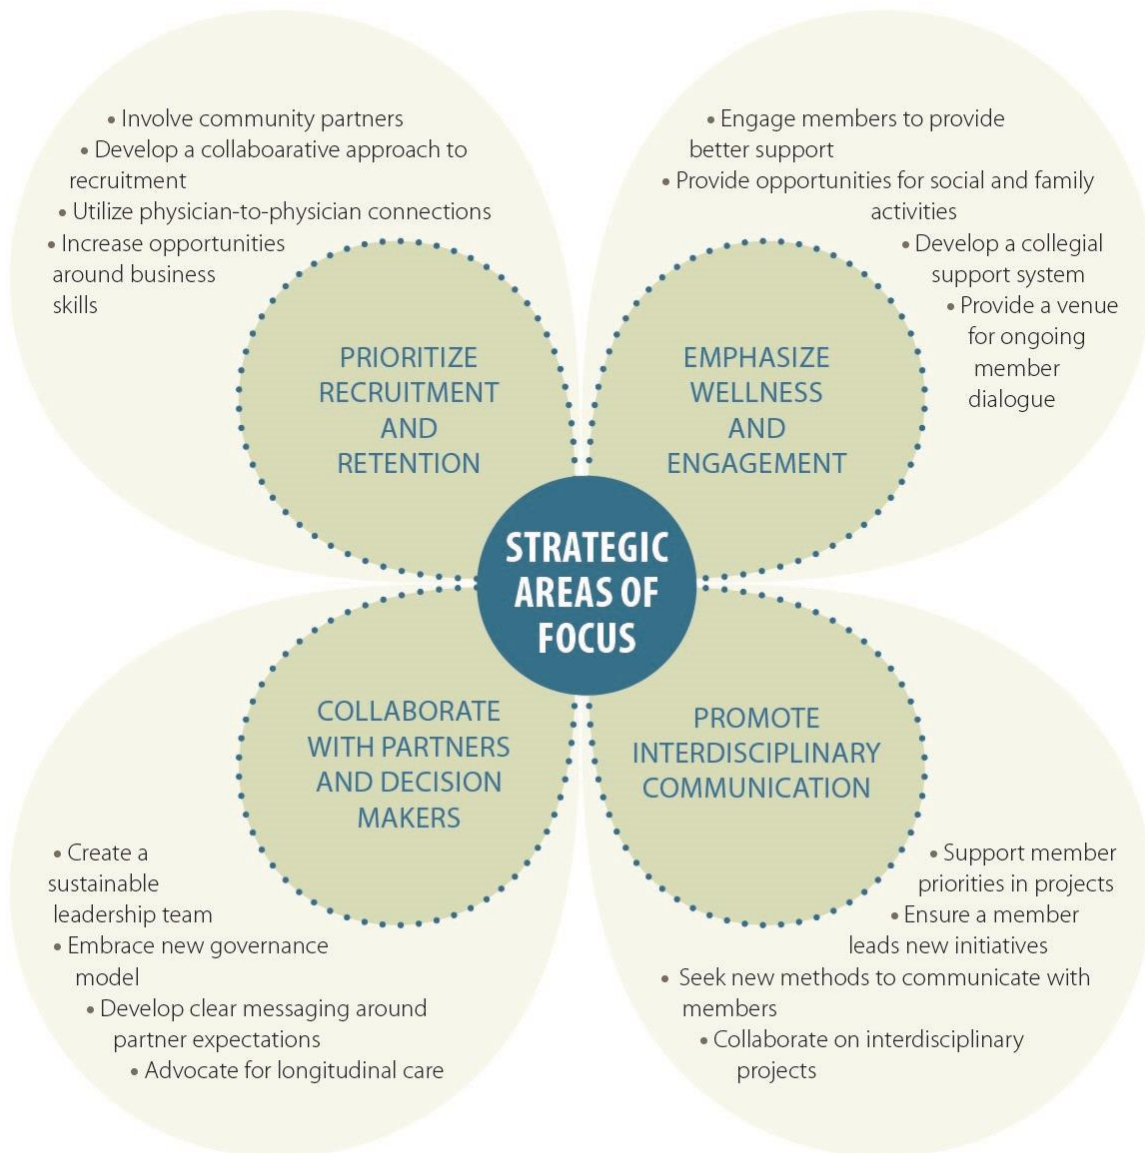 • Involve community partners
• Develop a collaboarative approach to
recruitment
• Utilize physician-to-physician connections
• Increase opportunities
around business
skills
PRIORITIZE
RECRUITMENT
AND
RETENTION
• Engage members to provide
better support
• Provide opportunities for social and family
activities
• Develop a collegial
support system
• Provide a venue
for ongoing
member
dialogue
EMPHASIZE
WELLNESS
AND
ENGAGEMENT
STRATEGIC
AREAS OF
FOCUS
COLLABORATE
WITH PARTNERS
AND DECISION
MAKERS
• Create a
sustainable
leadership team
• Embrace new governance
model
• Develop clear messaging around
partner expectations
• Advocate for longitudinal care
PROMOTE
INTERDISCIPLINARY
COMMUNICATION
• Support member
priorities in projects
• Ensure a member
leads new initiatives
• Seek new methods to communicate with
members
• Collaborate on interdisciplinary
projects